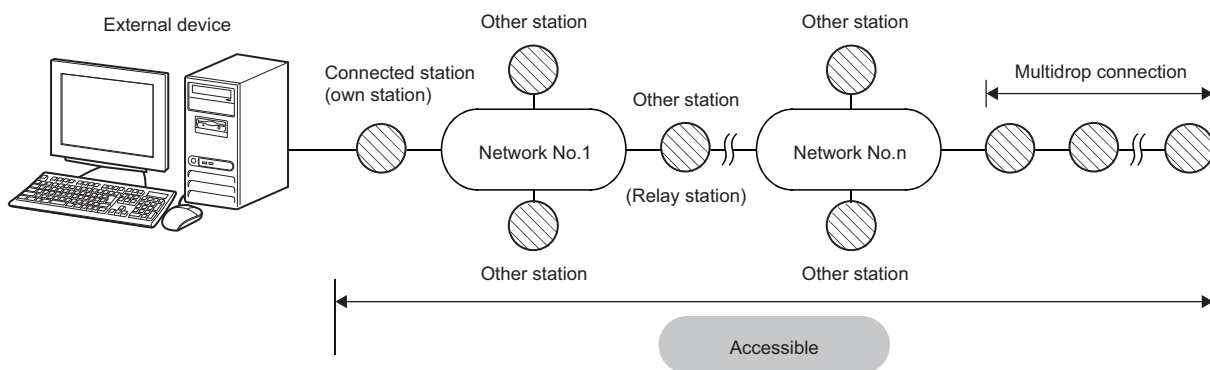 External device
Other station
Other station
Connected station
(own station)
Other station
Multidrop connection
Network No.1
Network No.n
(Relay station)
Other station
Other station
Accessible